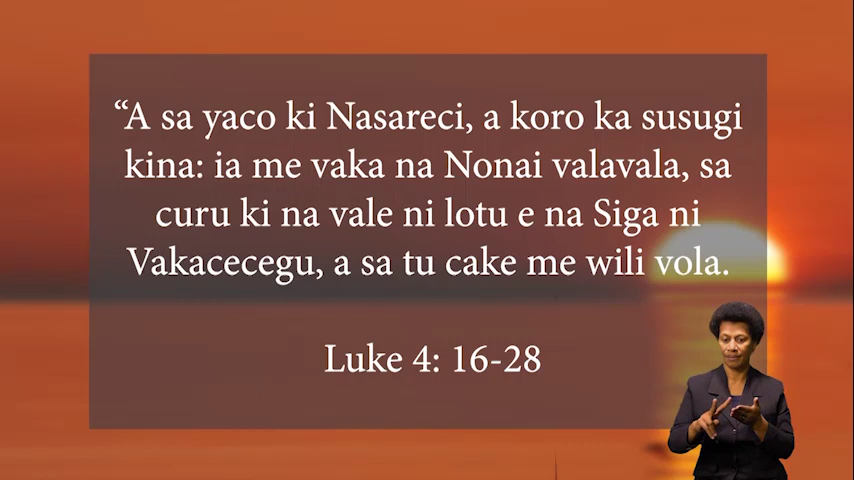 “A sa yaco ki Nasareci, a koro ka susugi
kina: ia me vaka na Nonai valavala, sa
curu ki na vale ni lotu e na Siga ni
Vakacecegu, a sa tu cake me wili vola.
Luke 4: 16-28